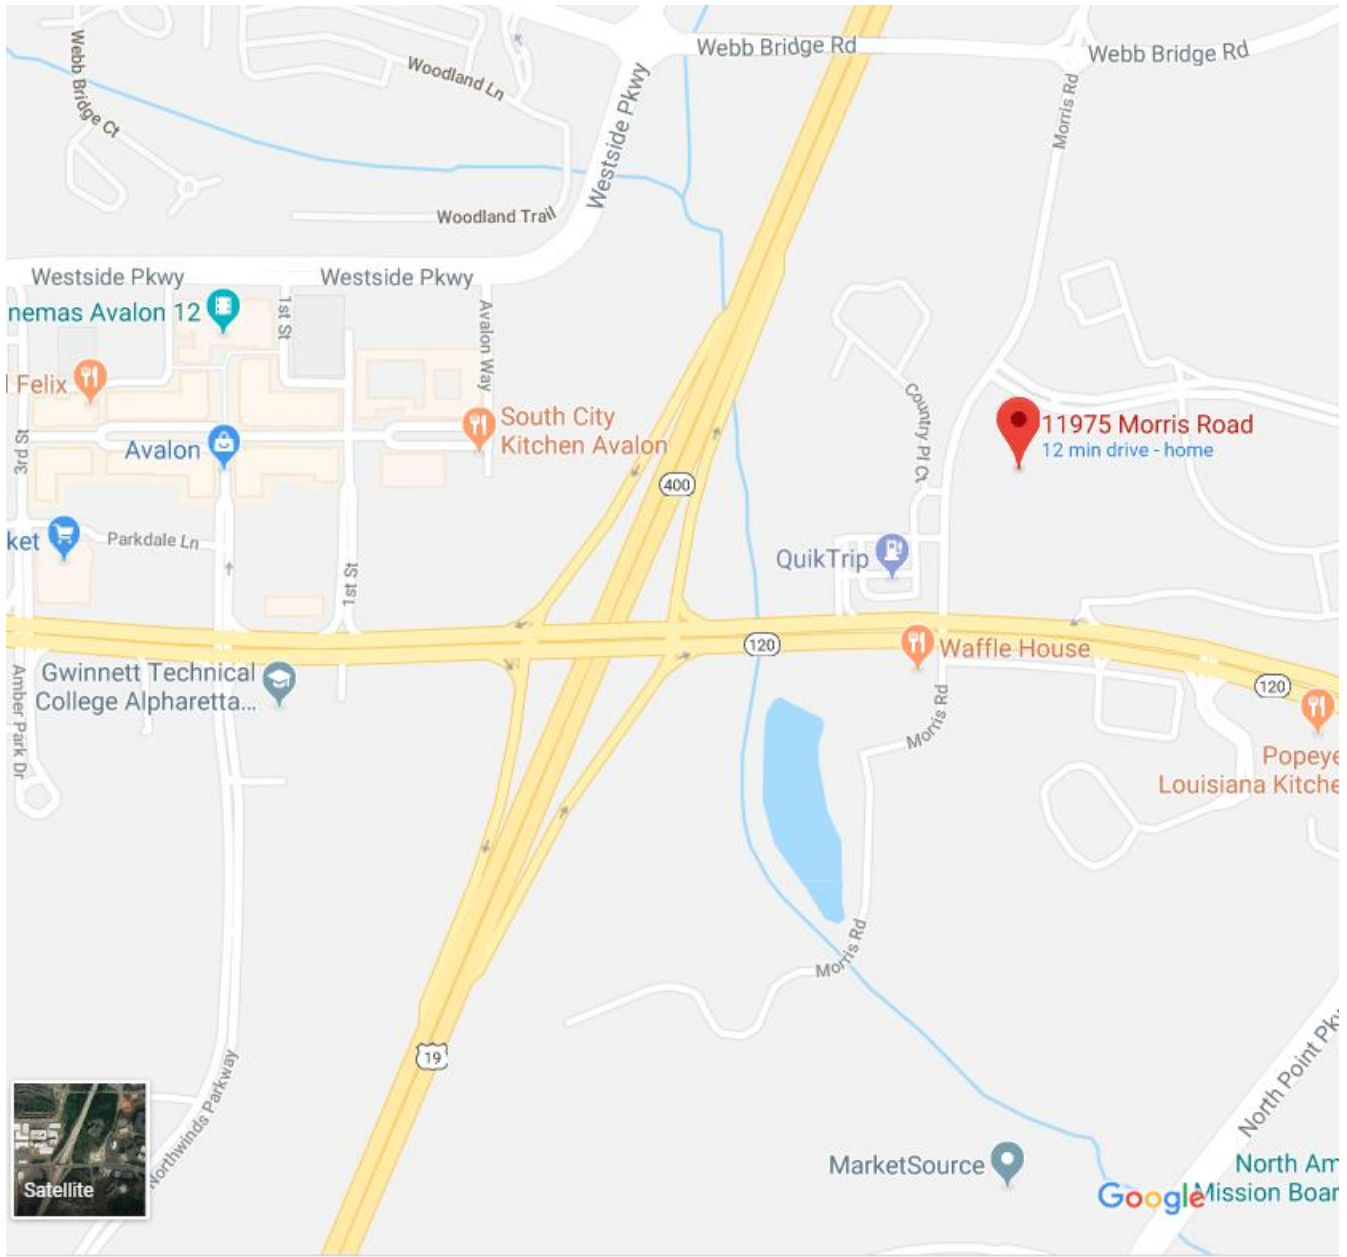 Webb Bridge Rd
Webb Bridge Rd
Webb Bridge Ct
Woodland Ln
Westside Pkwy
Morris Rd
Woodland Trail
Westside Pkwy
Westside Pkwy
nemas Avalon 12
1st St
Avalon Way
l Felix
Country Pl Ct
11975 Morris Road
12 min drive - home
South City
Kitchen Avalon
Avalon
3rd St
400
ket
Parkdale Ln
QuikTrip
1st St
120
Waffle House
Gwinnett Technical
College Alpharetta...
Amber Park Dr
120
Morris Rd
Popeye
Louisiana Kitche
Morris Rd
19
Northwinds Parkway
North Point Pkw
MarketSource
North Am
Mission Boar
Google
Satellite